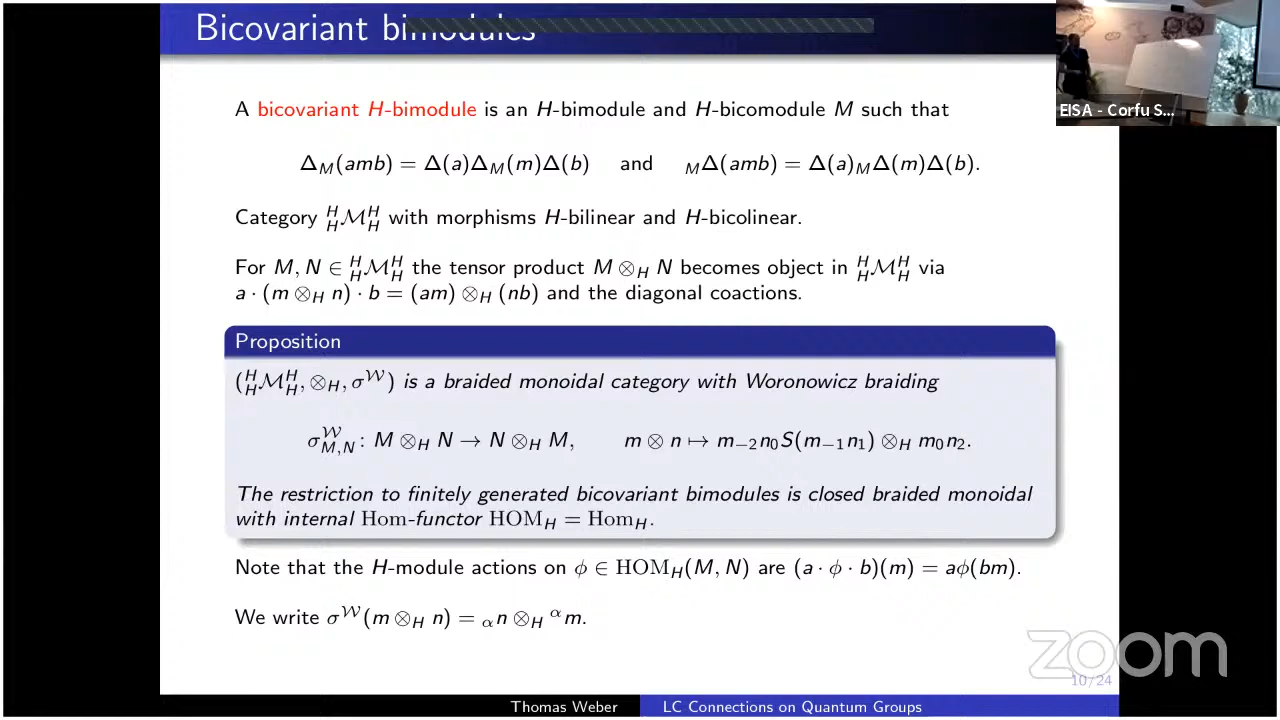 Bicovariant bimodules
EISA - Corfu S...
A bicovariant H-bimodule is an H-bimodule and H-bicomodule M such that
Δ_M(amb) = Δ(a)Δ_M(m)Δ(b) and _MΔ(amb) = Δ(a)_MΔ(m)Δ(b).
Category ^H_H ℳ^H_H with morphisms H-bilinear and H-bicolinear.
For M, N ∈ ^H_H ℳ^H_H the tensor product M ⊗_H N becomes object in ^H_H ℳ^H_H via
a · (m ⊗_H n) · b = (am) ⊗_H (nb) and the diagonal coactions.
Proposition
(^H_H ℳ^H_H, ⊗_H, σ^𝒲) is a braided monoidal category with Woronowicz braiding
σ^𝒲_{M,N} : M ⊗_H N → N ⊗_H M, m ⊗ n ↦ m_{−2}n_0S(m_{−1}n_1) ⊗_H m_0n_2.
The restriction to finitely generated bicovariant bimodules is closed braided monoidal
with internal Hom-functor HOM_H = Hom_H.
Note that the H-module actions on ϕ ∈ HOM_H(M, N) are (a · ϕ · b)(m) = aϕ(bm).
We write σ^𝒲(m ⊗_H n) = _αn ⊗_H ^αm.
zoom
10/24
Thomas Weber LC Connections on Quantum Groups